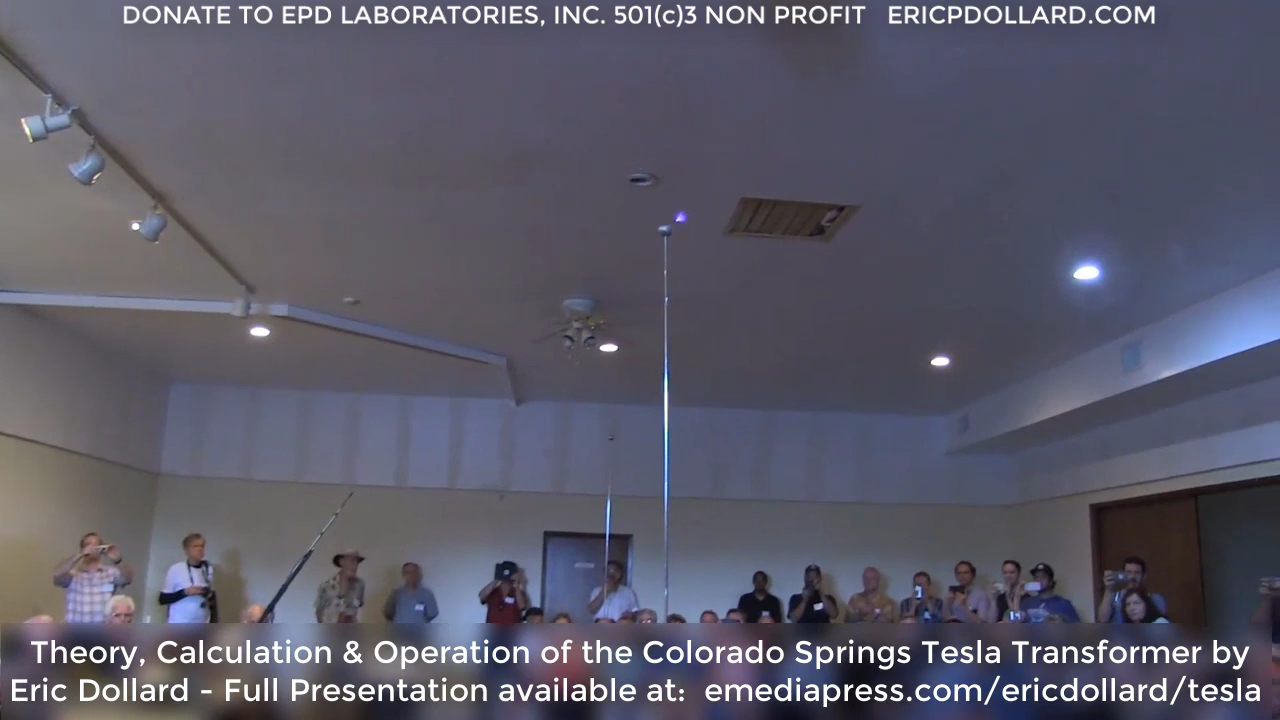 DONATE TO EPD LABORATORIES, INC. 501(c)3 NON PROFIT   ERICPDOLLARD.COM
Theory, Calculation & Operation of the Colorado Springs Tesla Transformer by
Eric Dollard - Full Presentation available at:  emediapress.com/ericdollard/tesla